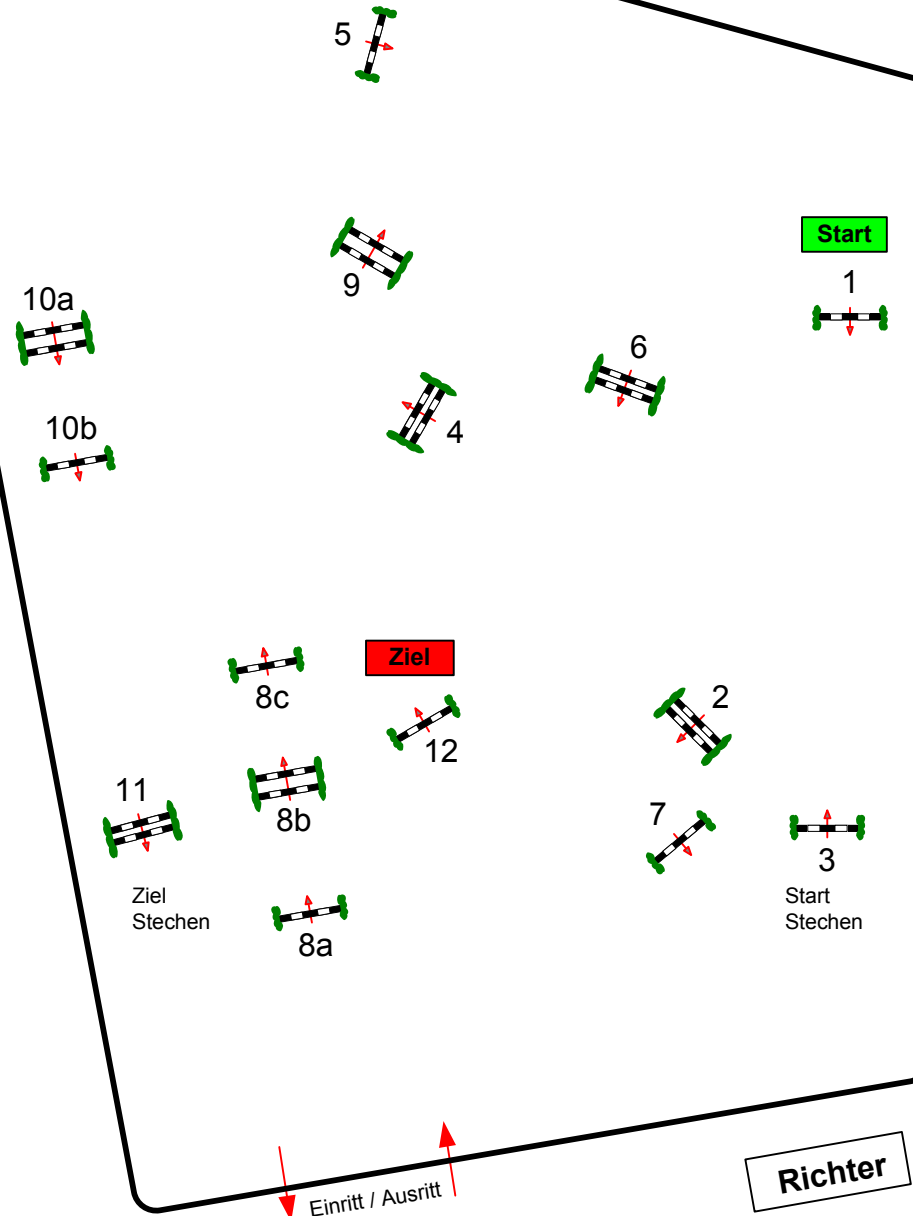 5
Start
1
9
10a
6
10b
4
Ziel
8c
2
12
11
8b
7
3
Ziel
Stechen
Start
Stechen
8a
Richter
Einritt / Ausritt